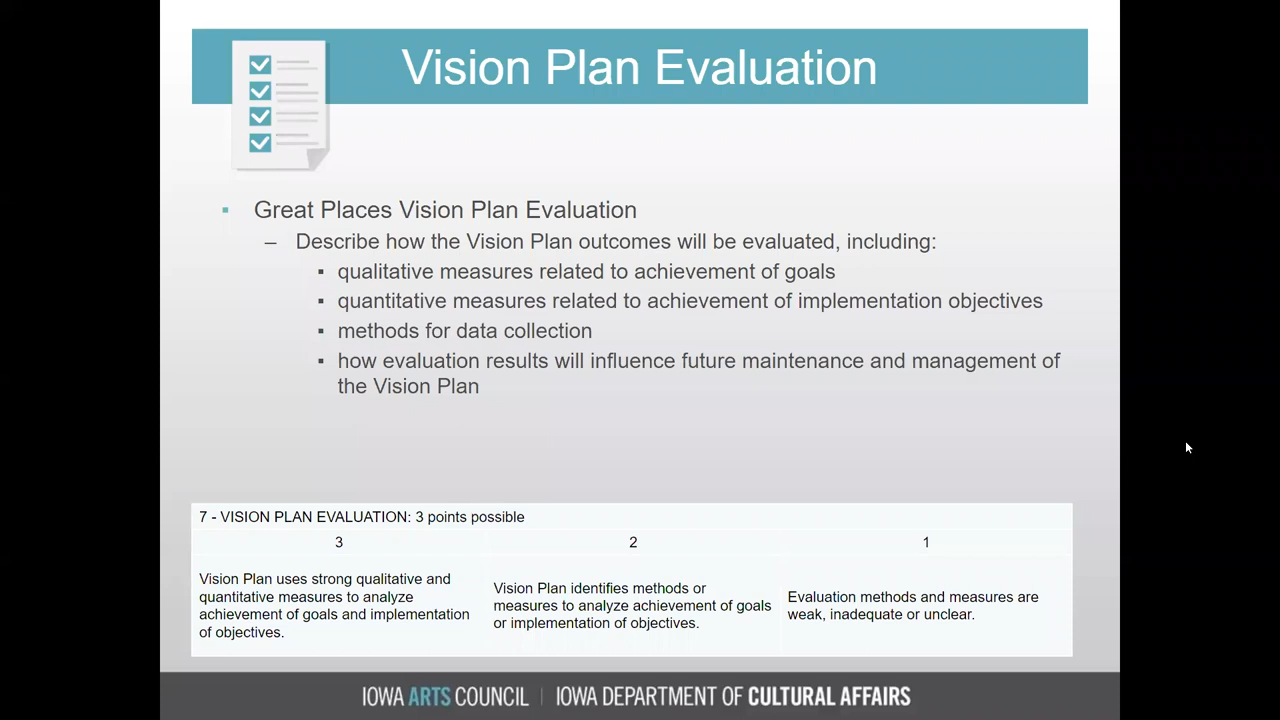 Vision Plan Evaluation
▪ Great Places Vision Plan Evaluation
– Describe how the Vision Plan outcomes will be evaluated, including:
▪ qualitative measures related to achievement of goals
▪ quantitative measures related to achievement of implementation objectives
▪ methods for data collection
▪ how evaluation results will influence future maintenance and management of
the Vision Plan
7 - VISION PLAN EVALUATION: 3 points possible
3
2
1
Vision Plan uses strong qualitative and
quantitative measures to analyze
achievement of goals and implementation
of objectives.
Vision Plan identifies methods or
measures to analyze achievement of goals
or implementation of objectives.
Evaluation methods and measures are
weak, inadequate or unclear.
IOWA ARTS COUNCIL | IOWA DEPARTMENT OF CULTURAL AFFAIRS